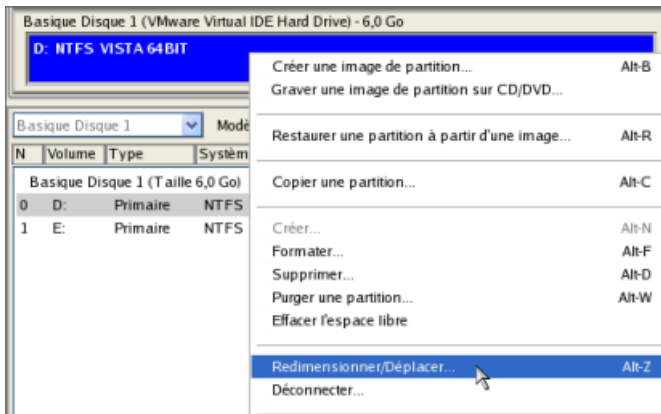 Basique Disque 1 (VMware Virtual IDE Hard Drive) - 6,0 Go
D: NTFS VISTA 64BIT
Créer une image de partition... Alt-B
Graver une image de partition sur CD/DVD...
Restaurer une partition à partir d'une image... Alt-R
Copier une partition... Alt-C
Créer... Alt-N
Formater... Alt-F
Supprimer... Alt-D
Purger une partition... Alt-W
Effacer l'espace libre
Redimensionner/Déplacer... Alt-Z
Déconnecter...
Basique Disque 1 Modè
N Volume Type Systèm
Basique Disque 1 (Taille 6,0 Go)
0 D: Primaire NTFS
1 E: Primaire NTFS